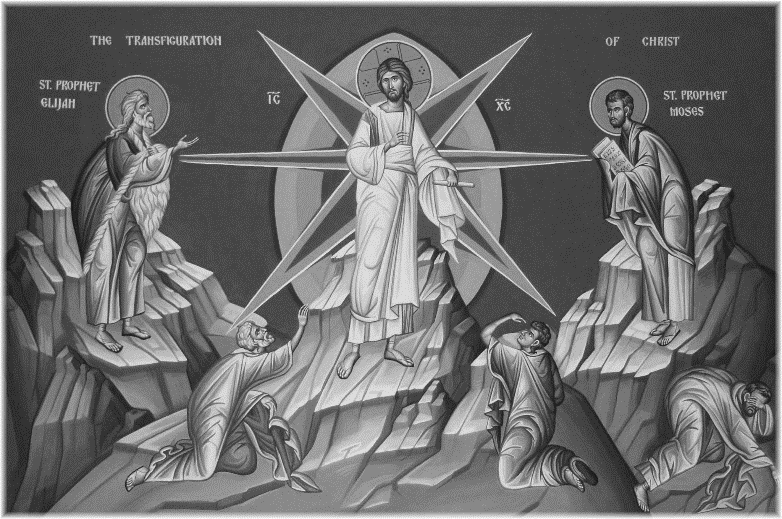 THE TRANSFIGURATION
OF CHRIST
ST. PROPHET
ELIJAH
IC
XC
ST. PROPHET
MOSES